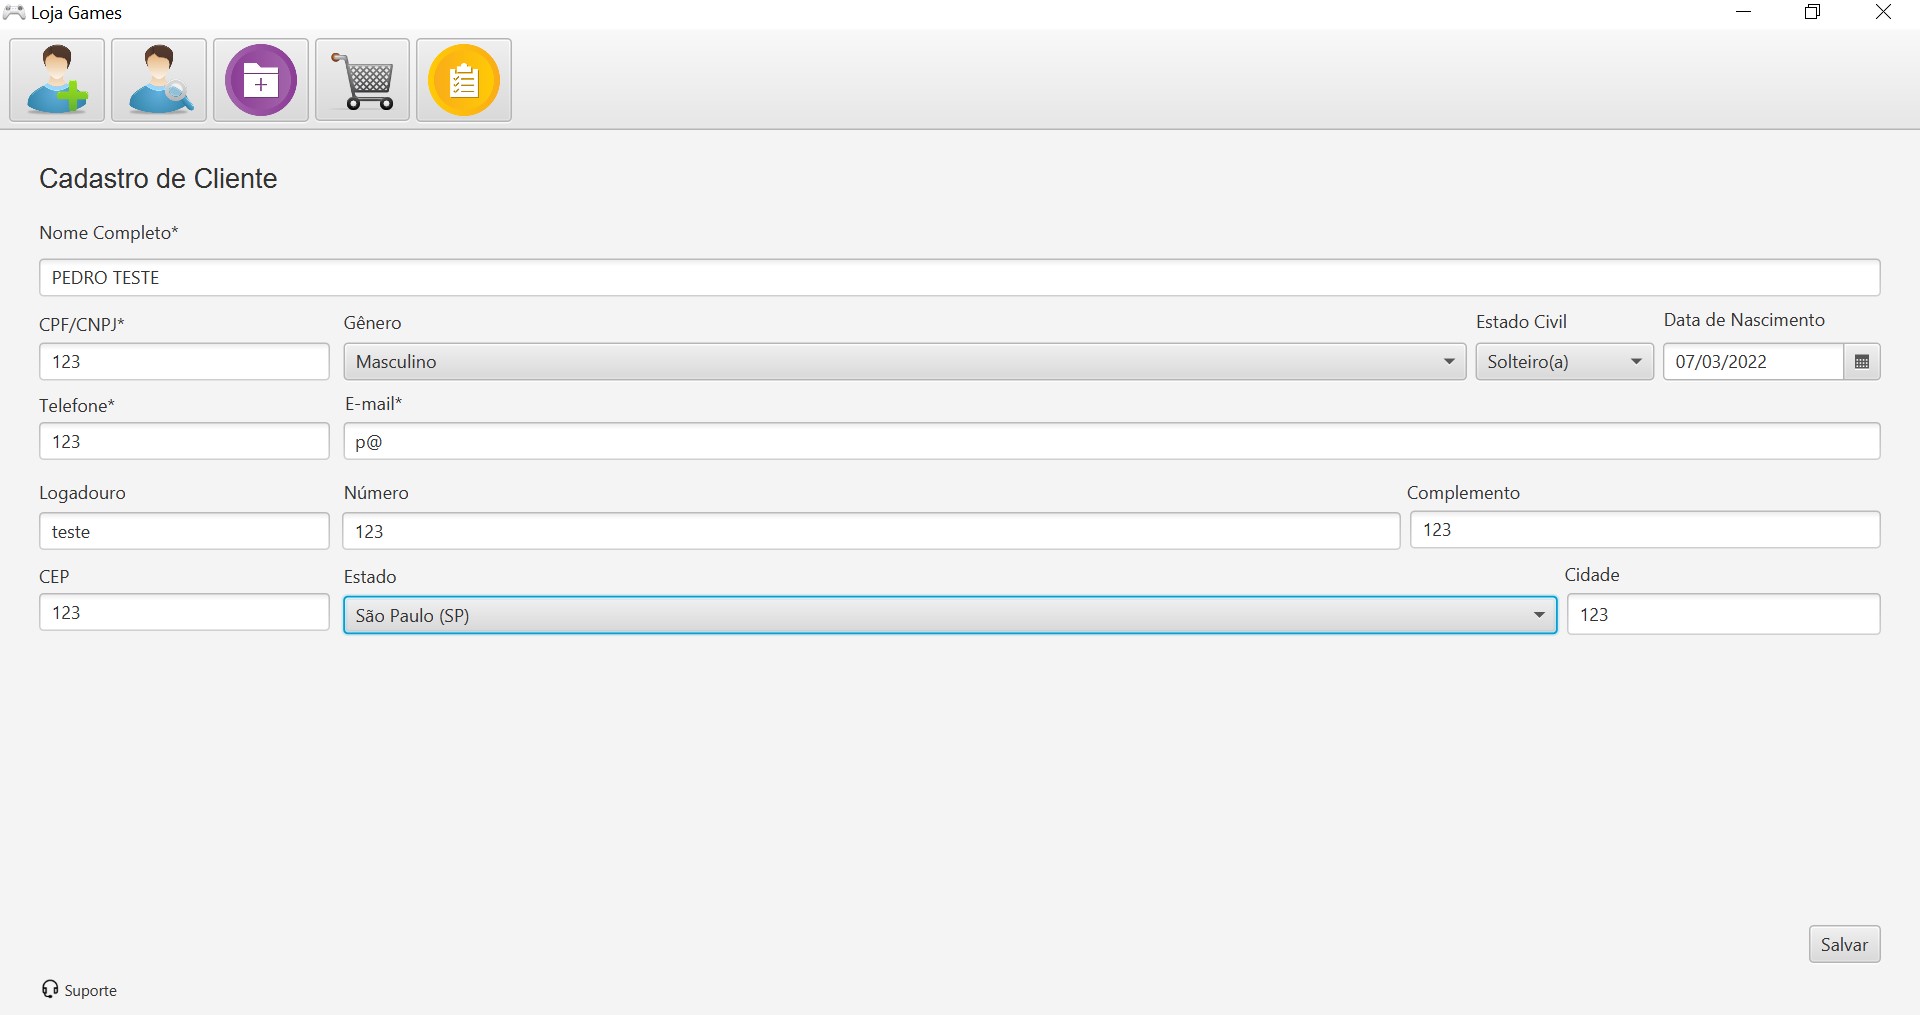 Loja Games
Cadastro de Cliente
Nome Completo*
PEDRO TESTE
CPF/CNPJ* Gênero Estado Civil Data de Nascimento
123 Masculino Solteiro(a) 07/03/2022
Telefone* E-mail*
123 p@
Logadouro Número Complemento
teste 123 123
CEP Estado Cidade
123 São Paulo (SP) 123
Salvar
Suporte